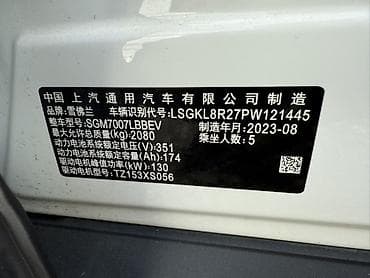 中国上汽通用汽车有限公司制造
品牌:雪佛兰 车辆识别代号:LSGKL8R27PW121445
整车型号:SGM7007LBBEV 制造年月:2023-08
最大允许总质量(kg):2080 乘坐人数:5
动力电池系统额定电压(V):351
动力电池系统额定容量(Ah):174
驱动电机峰值功率(kW):130
驱动电机型号:TZ153XS056